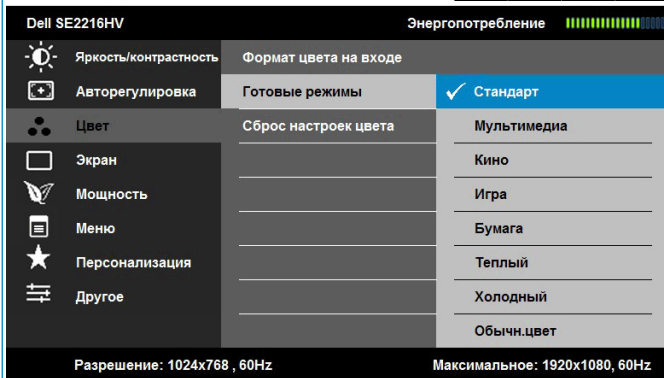 Dell SE2216HV Энергопотребление
Яркость/контрастность Формат цвета на входе
Авторегулировка Готовые режимы Стандарт
Цвет Сброс настроек цвета Мультимедиа
Экран Кино
Мощность Игра
Меню Бумага
Персонализация Теплый
Другое Холодный
Обычн.цвет
Разрешение: 1024x768 , 60Hz Максимальное: 1920x1080, 60Hz